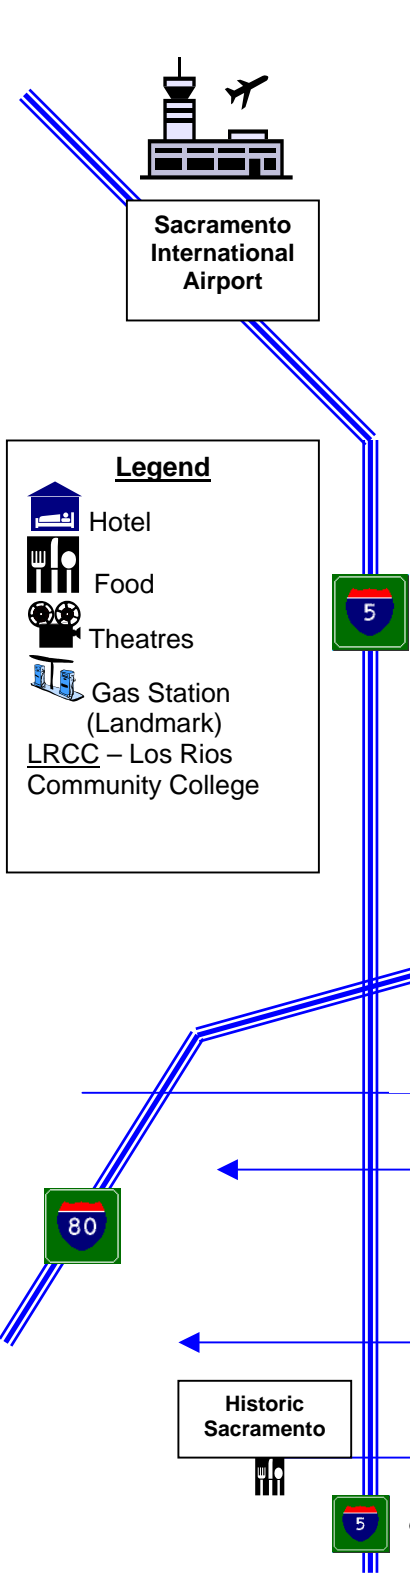 Sacramento
International
Airport
Legend
Hotel
Food
5
Theatres
Gas Station
(Landmark)
LRCC – Los Rios
Community College
80
Historic
Sacramento
5